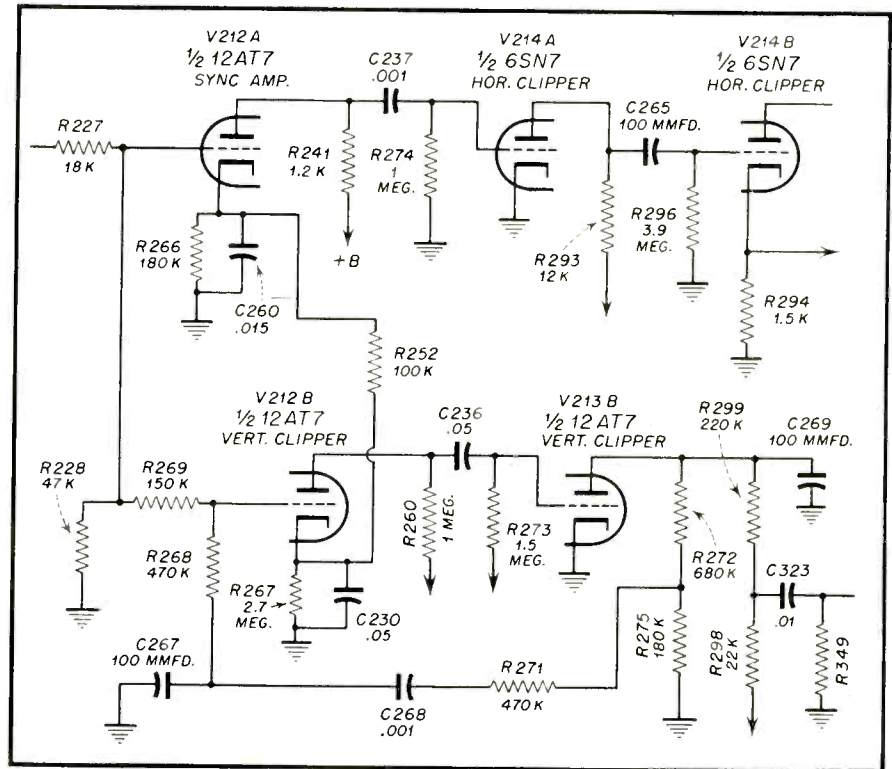 V212A
½ 12AT7
SYNC AMP.
C237
.001
V214A
½ 6SN7
HOR. CLIPPER
V214B
½ 6SN7
HOR. CLIPPER
R227
18 K
R241
1.2 K
R274
1
MEG.
C265
100 MMFD.
R296
3.9
MEG.
R266
180 K
C260
.015
+B
R293
12 K
R294
1.5 K
R252
100 K
V212B
½ 12AT7
VERT. CLIPPER
C236
.05
V213B
½ 12AT7
VERT. CLIPPER
R299
220 K
C269
100 MMFD.
R228
47 K
R269
150 K
R268
470 K
R260
1 MEG.
R273
1.5
MEG.
R272
680 K
R267
2.7
MEG.
C230
.05
C323
.01
R275
180 K
R298
22 K
R349
C267
100 MMFD.
C268
.001
R271
470 K